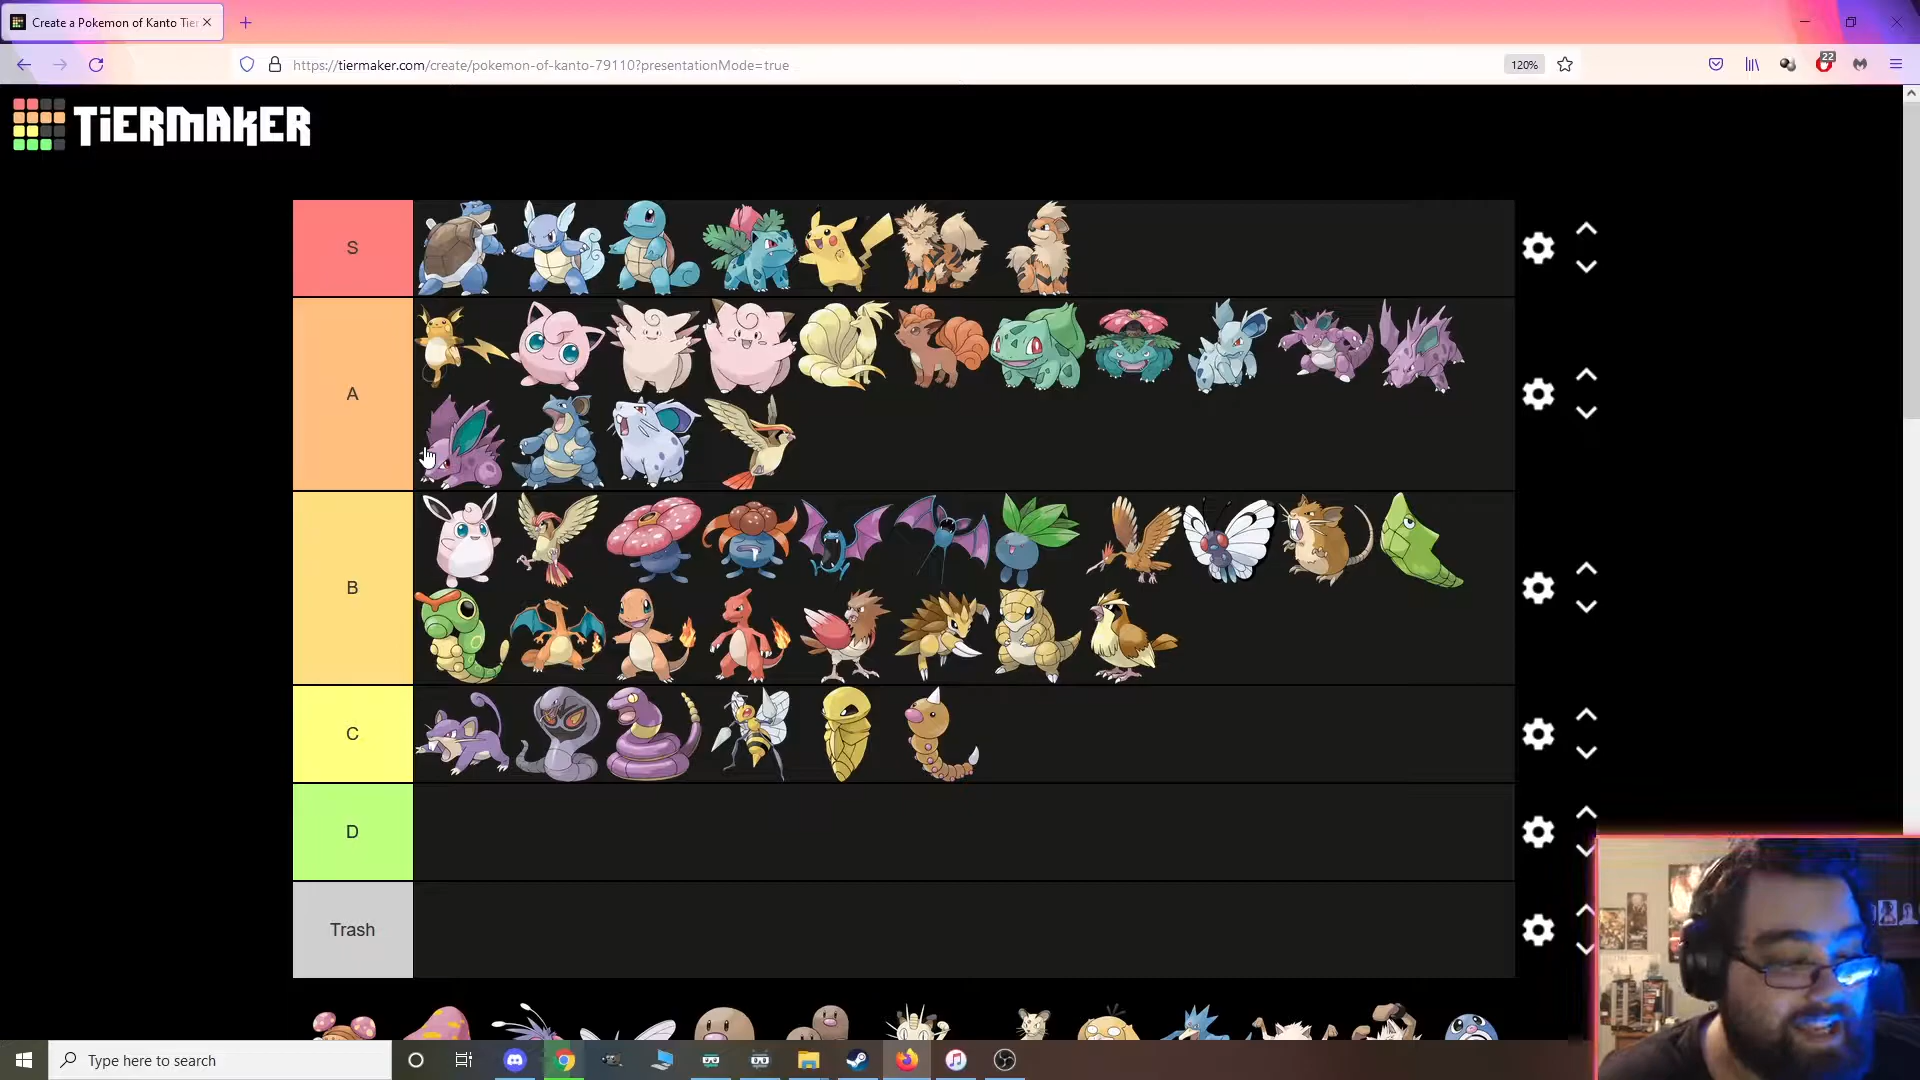 Create a Pokemon of Kanto Tier
https://tiermaker.com/create/pokemon-of-kanto-79110?presentationMode=true
120%
22
TiERMAKER
S
A
B
C
D
Trash
Type here to search